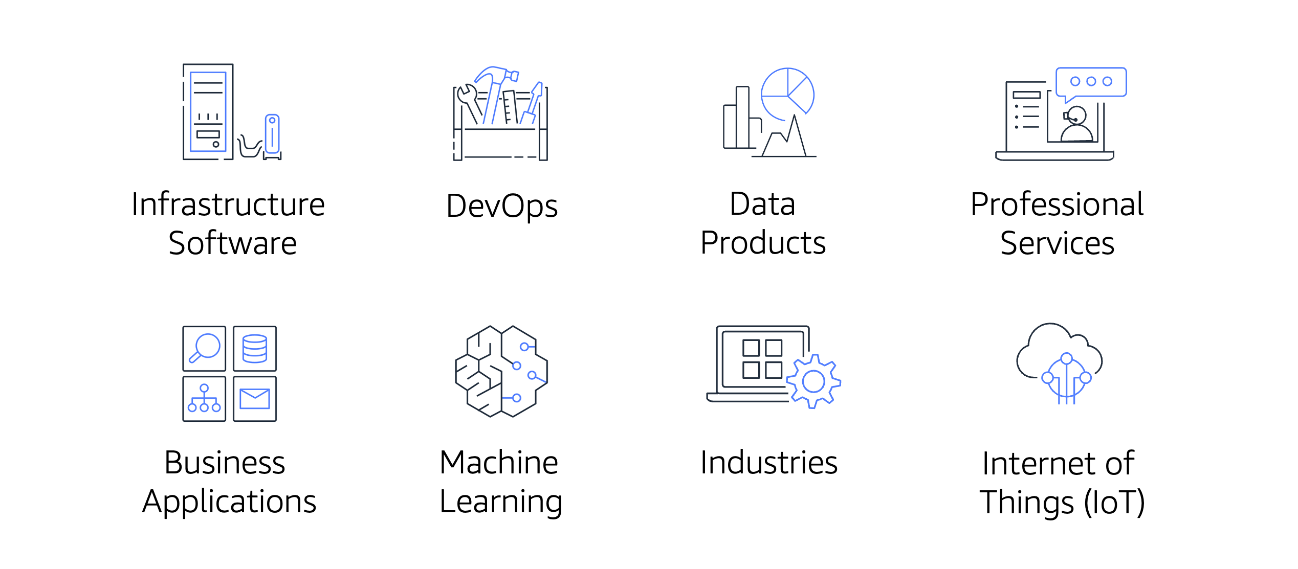 Infrastructure
Software
DevOps
Data
Products
Professional
Services
Business
Applications
Machine
Learning
Industries
Internet of
Things (IoT)